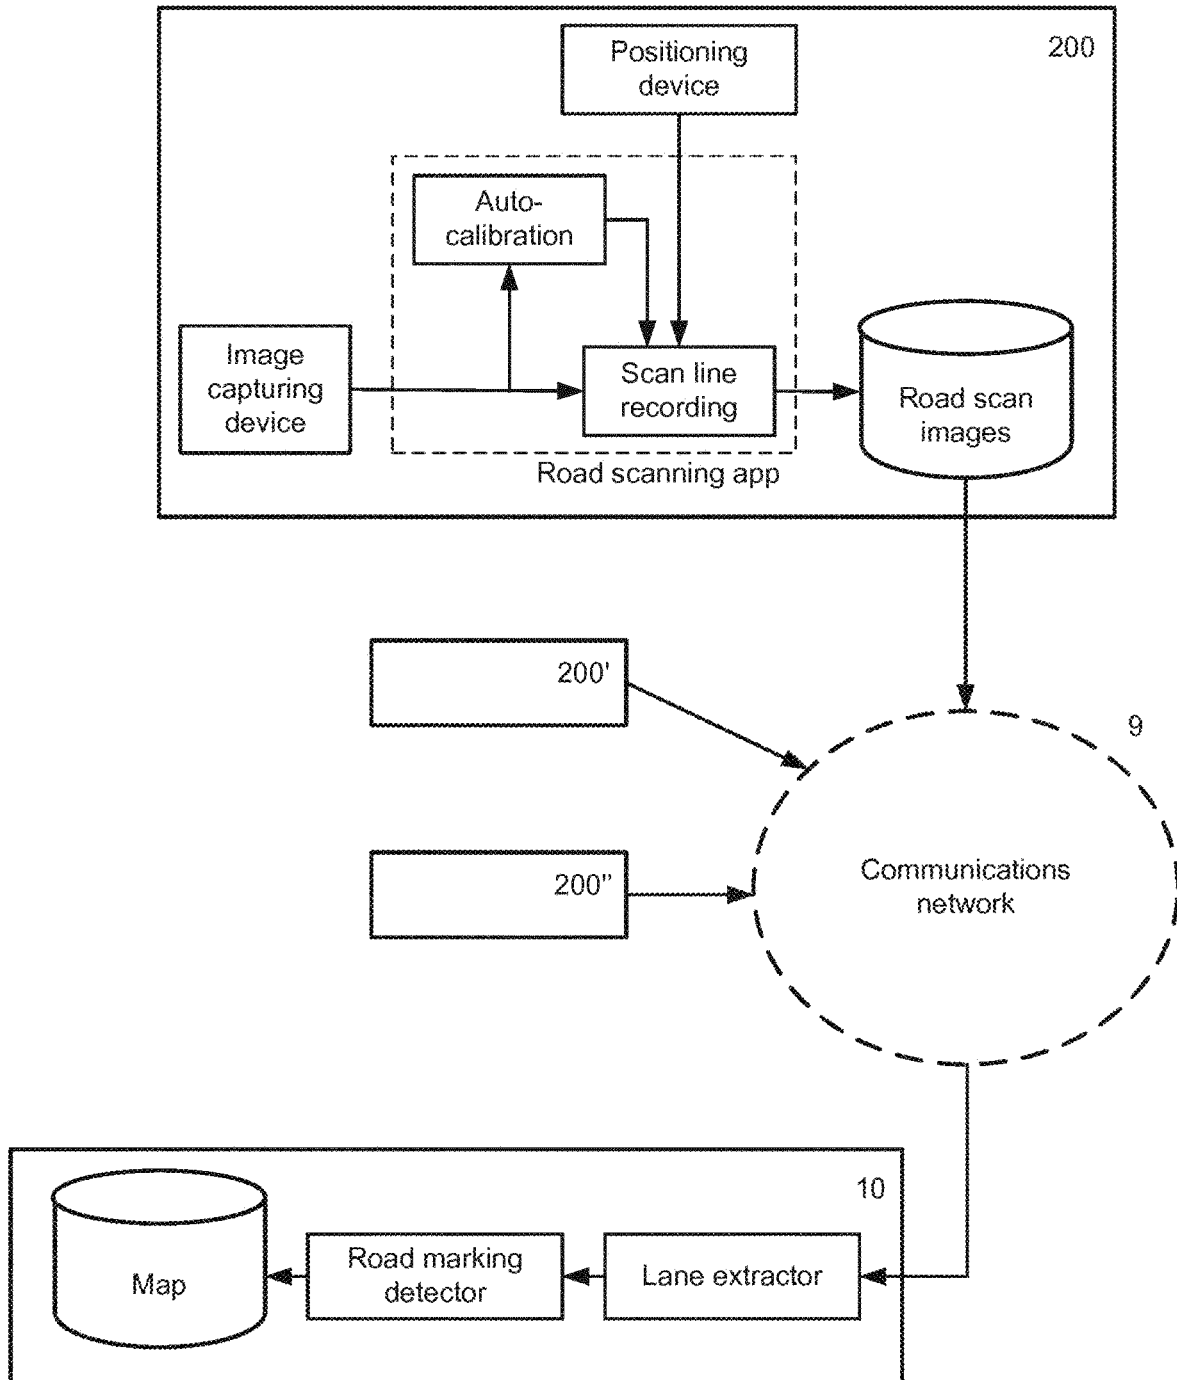 200
Positioning
device
Auto-
calibration
Image
capturing
device
Scan line
recording
Road scan
images
Road scanning app
200'
9
200"
Communications
network
10
Map
Road marking
detector
Lane extractor